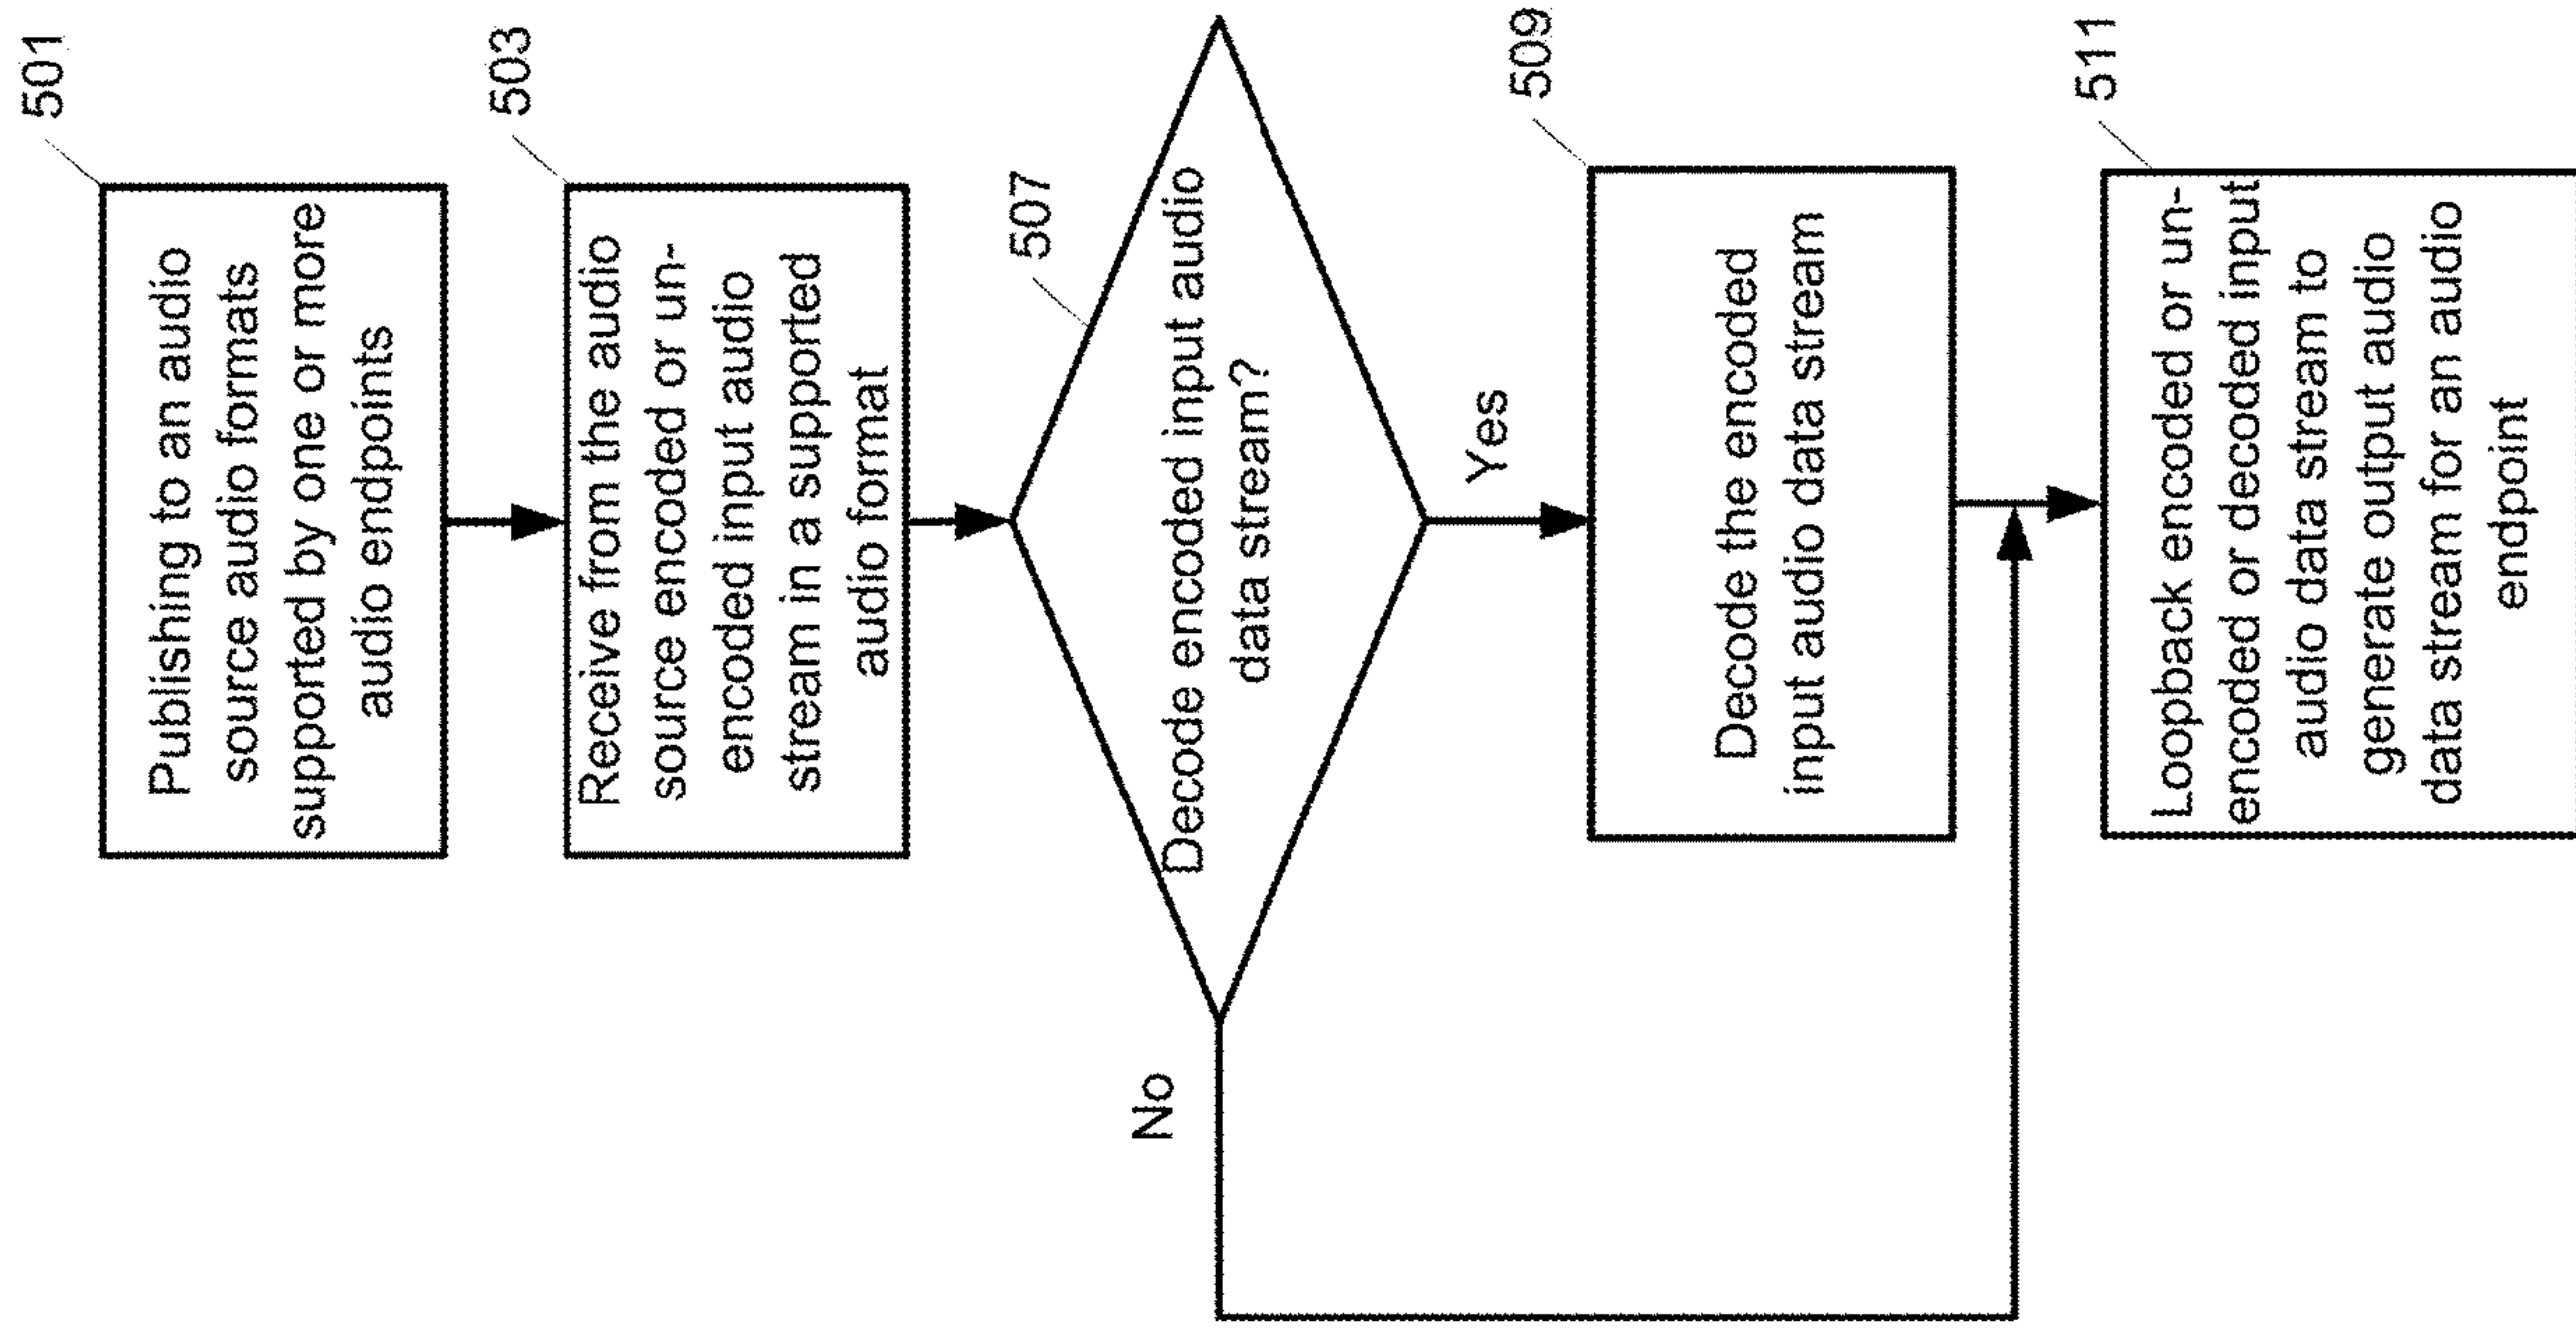 501
Publishing to an audio
source audio formats
supported by one or more
audio endpoints
503
Receive from the audio
source encoded or un-
encoded input audio
stream in a supported
audio format
507
Decode encoded input audio
data stream?
No
Yes
509
Decode the encoded
input audio data stream
511
Loopback encoded or un-
encoded or decoded input
audio data stream to
generate output audio
data stream for an audio
endpoint